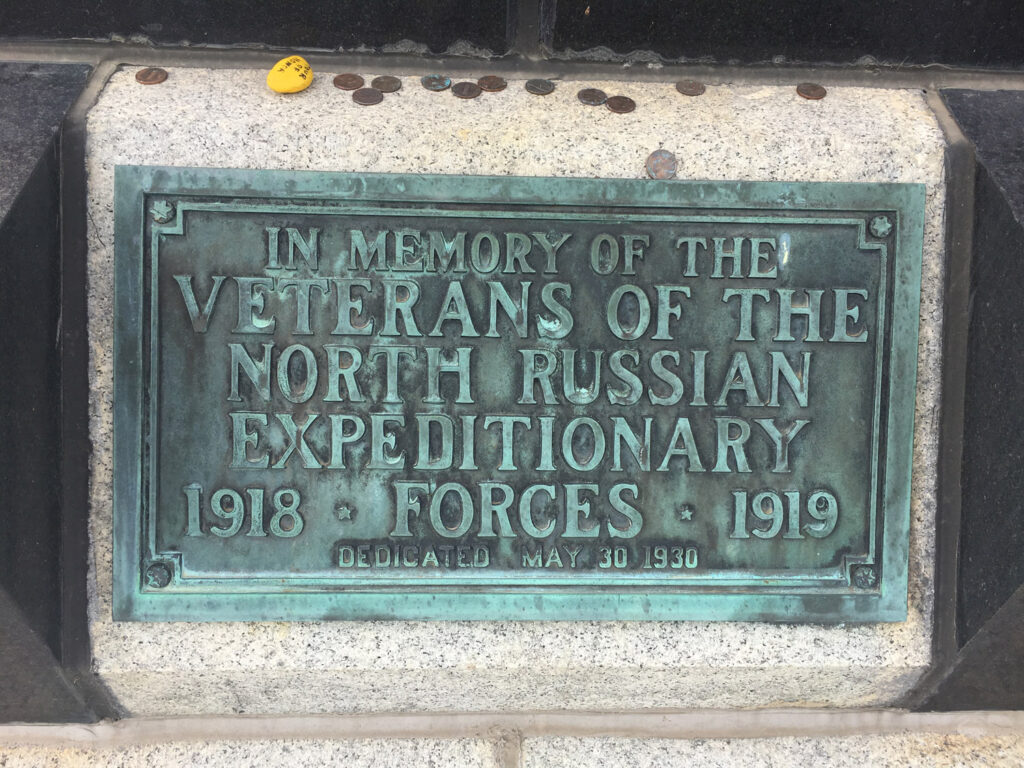 IN MEMORY OF THE
VETERANS OF THE
NORTH RUSSIAN
EXPEDITIONARY
1918 · FORCES · 1919
DEDICATED MAY 30 1930